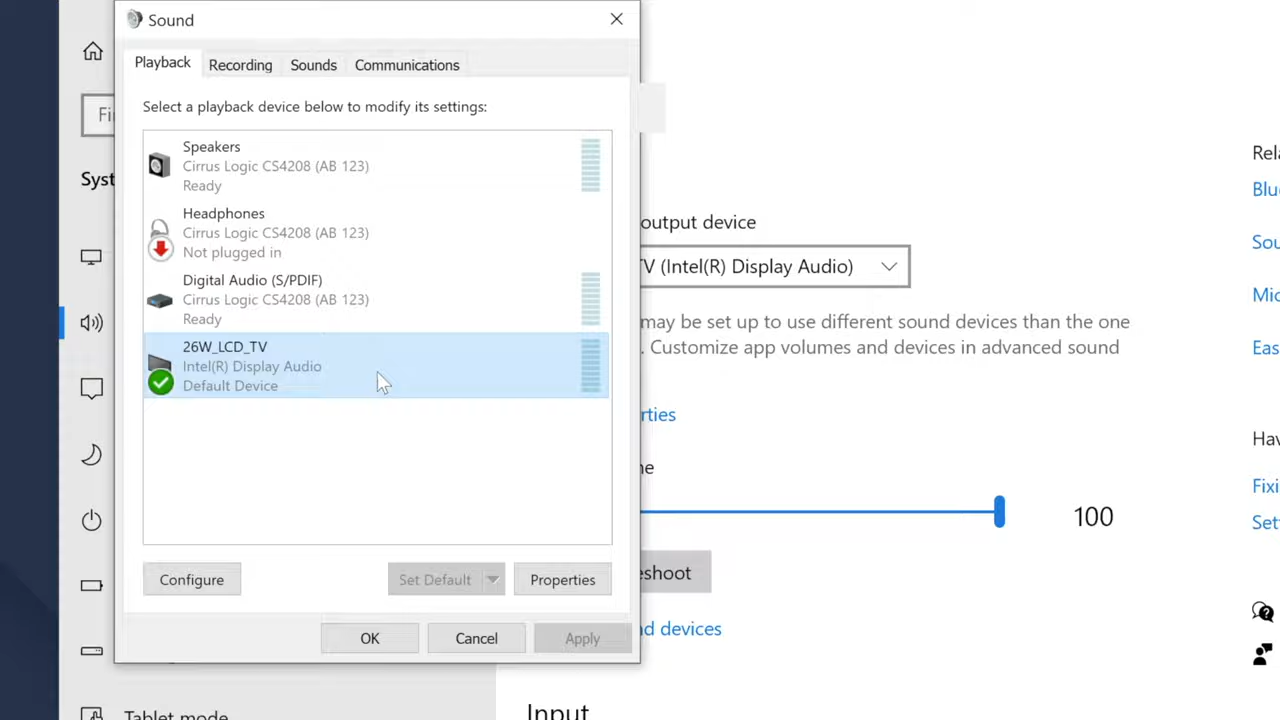 Sound
Playback
Recording
Sounds
Communications
Select a playback device below to modify its settings:
Speakers
Cirrus Logic CS4208 (AB 123)
Ready
Headphones
Cirrus Logic CS4208 (AB 123)
Not plugged in
Digital Audio (S/PDIF)
Cirrus Logic CS4208 (AB 123)
Ready
26W_LCD_TV
Intel(R) Display Audio
Default Device
Configure
Set Default
Properties
OK
Cancel
Apply
Fi
Syst
Tablet mode
output device
TV (Intel(R) Display Audio)
may be set up to use different sound devices than the one
. Customize app volumes and devices in advanced sound
rties
ne
100
eshoot
nd devices
Input
Rela
Blu
Sou
Mic
Eas
Hav
Fixi
Set